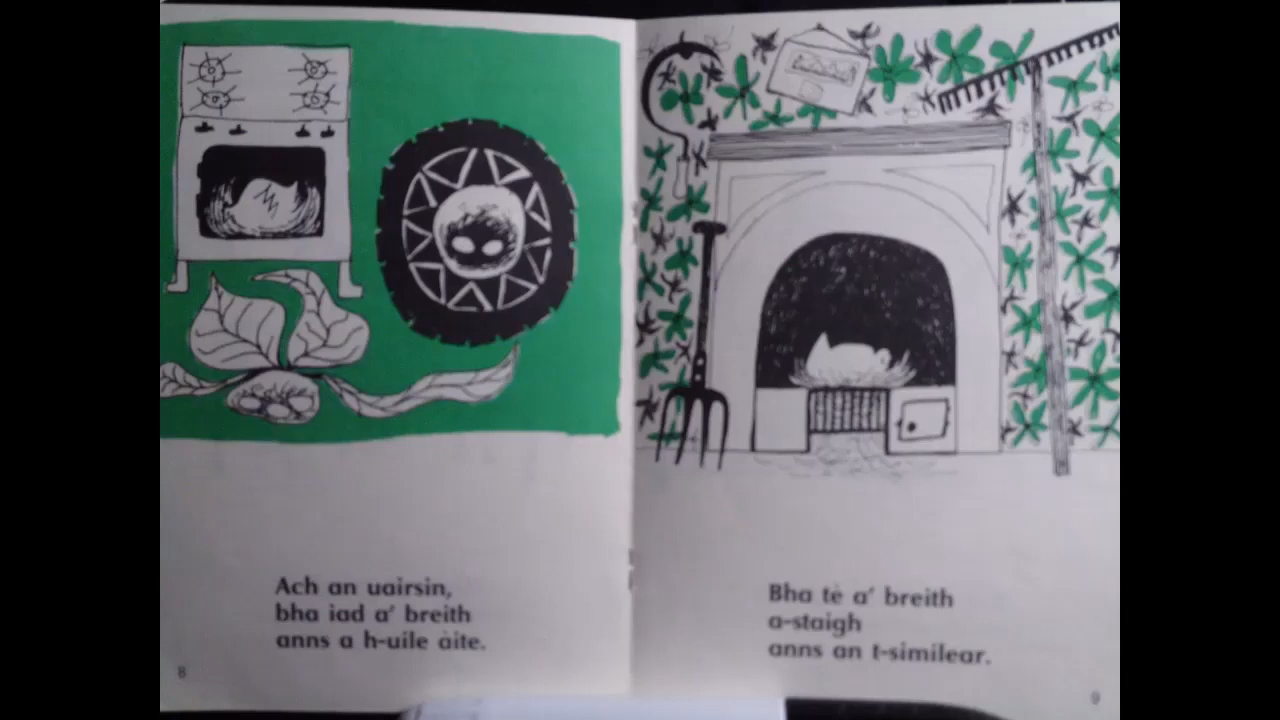 Ach an uairsin,
bha iad a' breith
anns a h-uile àite.
8
Bha tè a' breith
a-staigh
anns an t-similear.
9